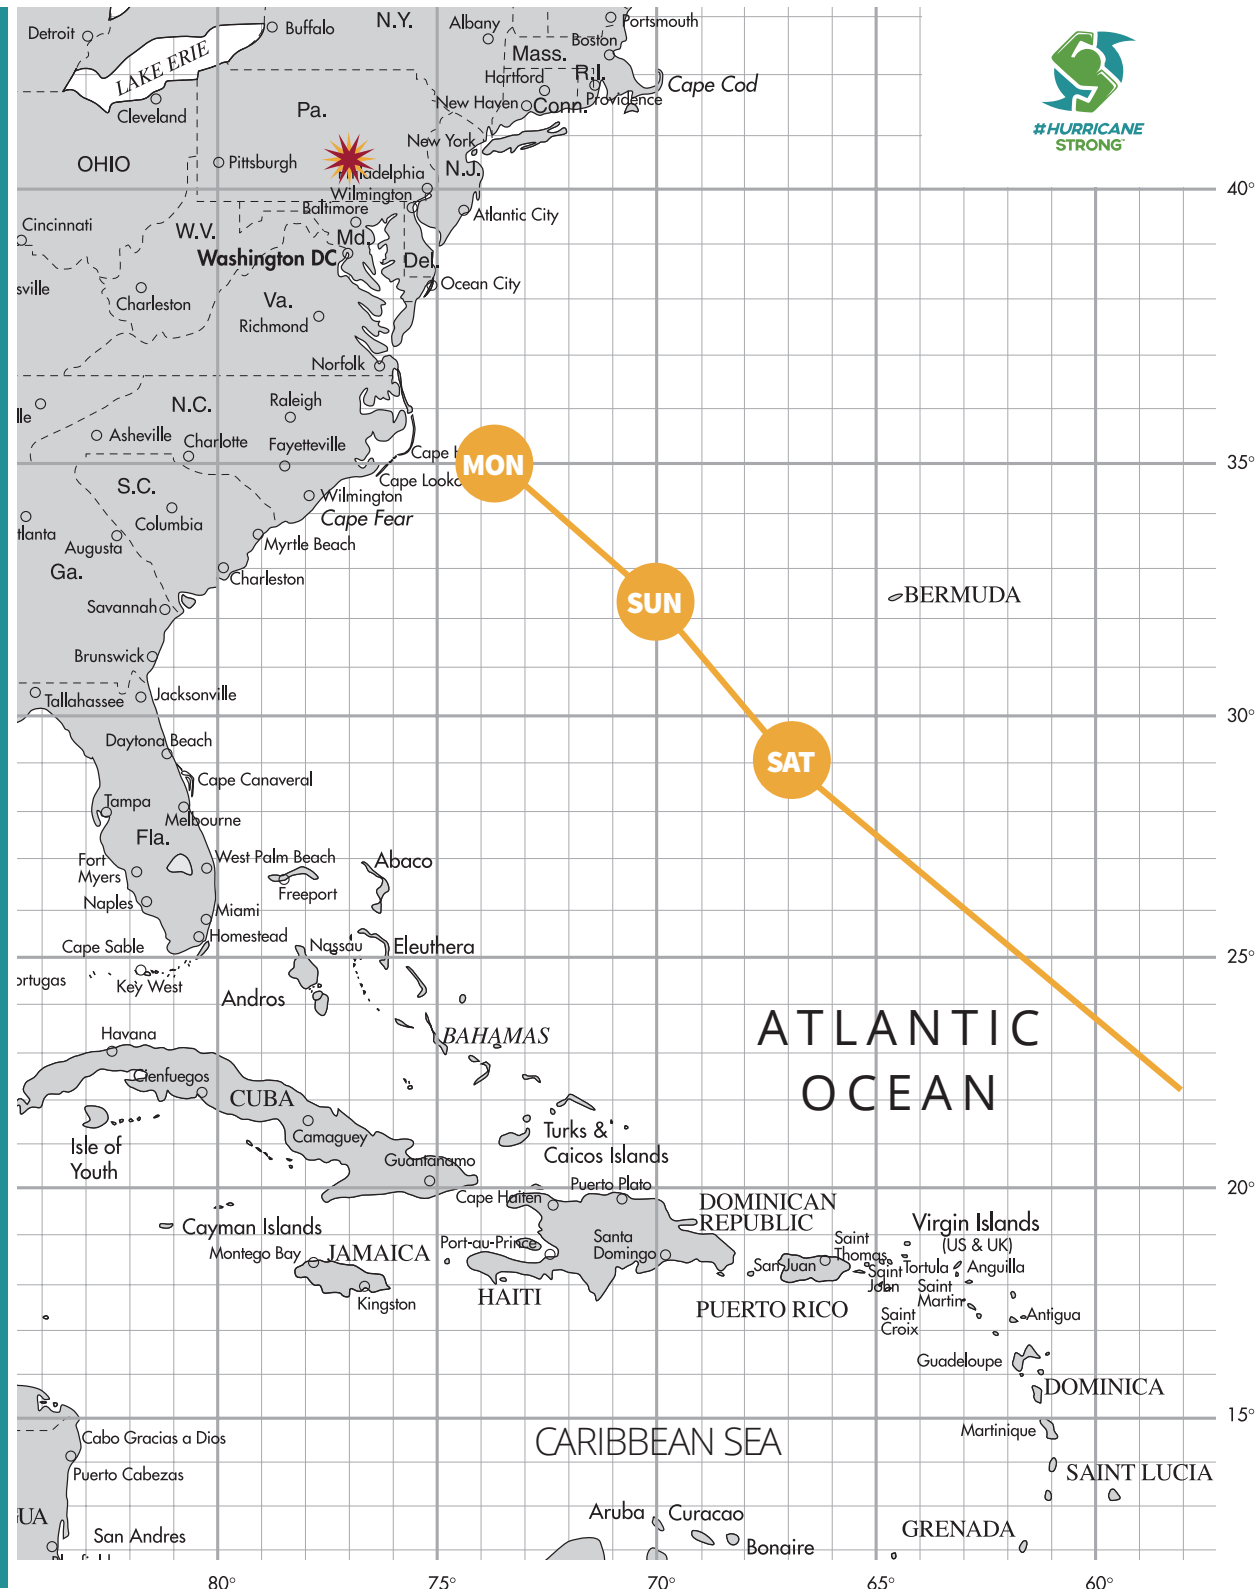 N.Y.
Detroit
Buffalo
Albany
Portsmouth
Boston
LAKE ERIE
Mass.
Hartford
R.I.
Cape Cod
Cleveland
Pa.
New Haven
Conn.
Providence
#HURRICANE
STRONG
New York
OHIO
Pittsburgh
N.J.
Wilmington
40°
Baltimore
Atlantic City
Cincinnati
W.V.
Md.
Washington DC
Del.
Ocean City
Charleston
Va.
Richmond
Norfolk
N.C.
Raleigh
Asheville
Charlotte
Fayetteville
Cape
MON
35°
S.C.
Cape
Wilmington
Columbia
Cape Fear
Augusta
Myrtle Beach
Ga.
Charleston
SUN
BERMUDA
Savannah
Brunswick
Tallahassee
Jacksonville
30°
Daytona Beach
SAT
Cape Canaveral
Tampa
Melbourne
Fla.
Fort
Myers
West Palm Beach
Abaco
Freeport
Naples
Miami
Homestead
Cape Sable
Nassau
Eleuthera
25°
Key West
Andros
ATLANTIC
OCEAN
Havana
BAHAMAS
Cienfuegos
CUBA
Camaguey
Isle of
Youth
Turks &
Caicos Islands
Guantanamo
Puerto Plato
20°
Cape Haiten
DOMINICAN
REPUBLIC
Cayman Islands
Virgin Islands
(US & UK)
Montego Bay
JAMAICA
Port-au-Prince
Santa
Domingo
San Juan
Saint
Thomas
Tortula
Anguilla
Saint
John
Saint
Martin
Kingston
HAITI
PUERTO RICO
Saint
Croix
Antigua
Guadeloupe
DOMINICA
15°
Cabo Gracias a Dios
CARIBBEAN SEA
Martinique
Puerto Cabezas
SAINT LUCIA
San Andres
Aruba
Curacao
GRENADA
Bonaire
80°
75°
70°
65°
60°